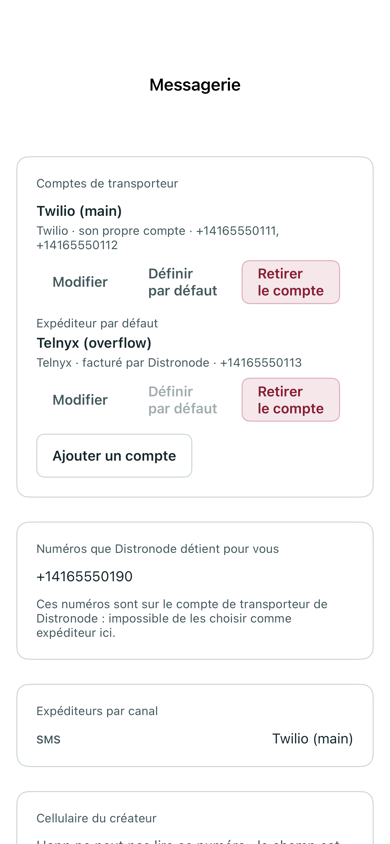 Messagerie
Comptes de transporteur
Twilio (main)
Twilio · son propre compte · +14165550111,
+14165550112
Modifier
Définir
par défaut
Retirer
le compte
Expéditeur par défaut
Telnyx (overflow)
Telnyx · facturé par Distronode · +14165550113
Modifier
Définir
par défaut
Retirer
le compte
Ajouter un compte
Numéros que Distronode détient pour vous
+14165550190
Ces numéros sont sur le compte de transporteur de
Distronode : impossible de les choisir comme
expéditeur ici.
Expéditeurs par canal
SMS
Twilio (main)
Cellulaire du créateur